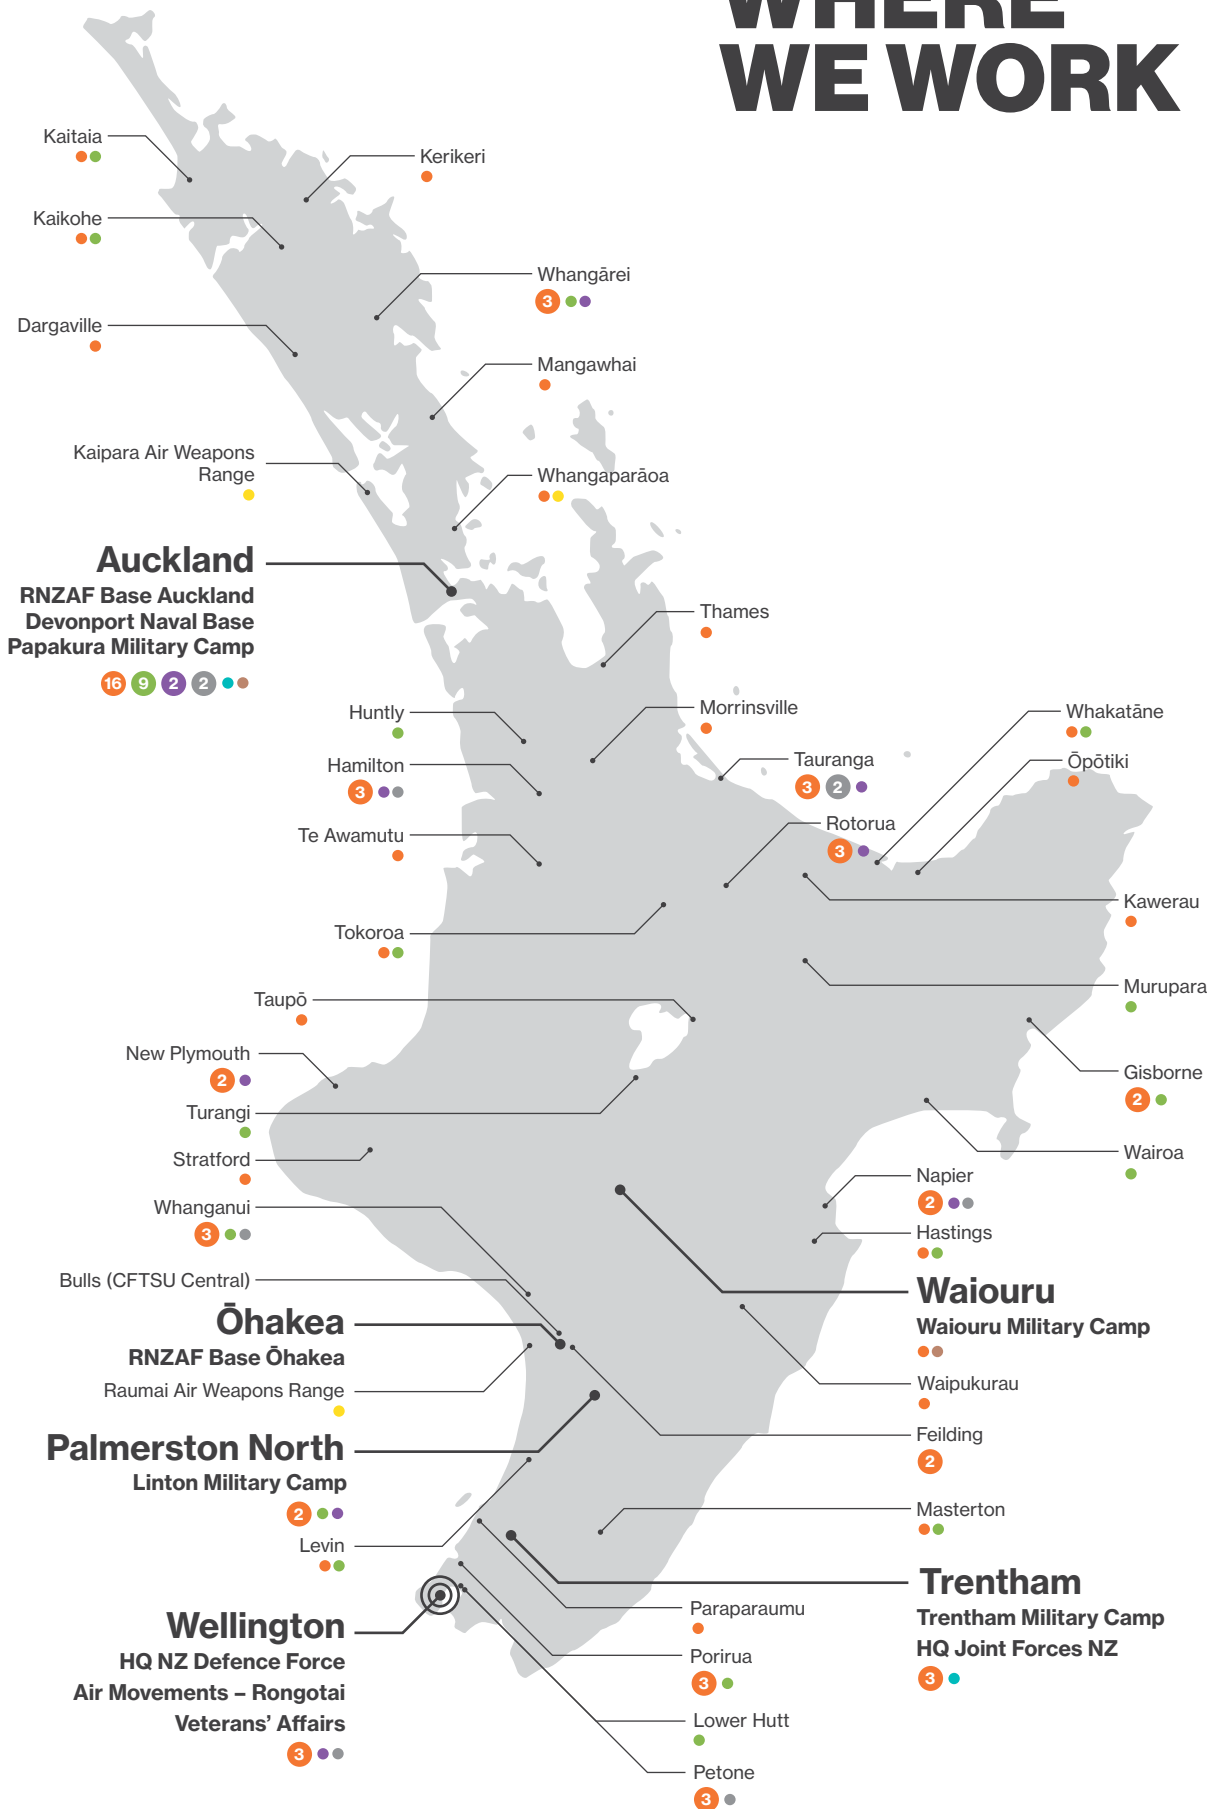 WHERE
WE WORK
Kaitaia
Kerikeri
Kaikohe
Whangārei
3
Dargaville
Mangawhai
Kaipara Air Weapons
Range
Whangaparāoa
Auckland
RNZAF Base Auckland
Devonport Naval Base
Papakura Military Camp
16 9 2 2
Thames
Huntly
Morrinsville
Whakatāne
Hamilton
3
Tauranga
3 2
Ōpōtiki
Te Awamutu
Rotorua
3
Kawerau
Tokoroa
Murupara
Taupō
New Plymouth
2
Gisborne
2
Turangi
Stratford
Wairoa
Napier
2
Whanganui
3
Hastings
Bulls (CFTSU Central)
Waiouru
Waiouru Military Camp
Ōhakea
RNZAF Base Ōhakea
Raumai Air Weapons Range
Waipukurau
Palmerston North
Linton Military Camp
2
Feilding
2
Levin
Masterton
Trentham
Trentham Military Camp
HQ Joint Forces NZ
3
Wellington
HQ NZ Defence Force
Air Movements – Rongotai
Veterans’ Affairs
3
Paraparaumu
Porirua
3
Lower Hutt
Petone
3